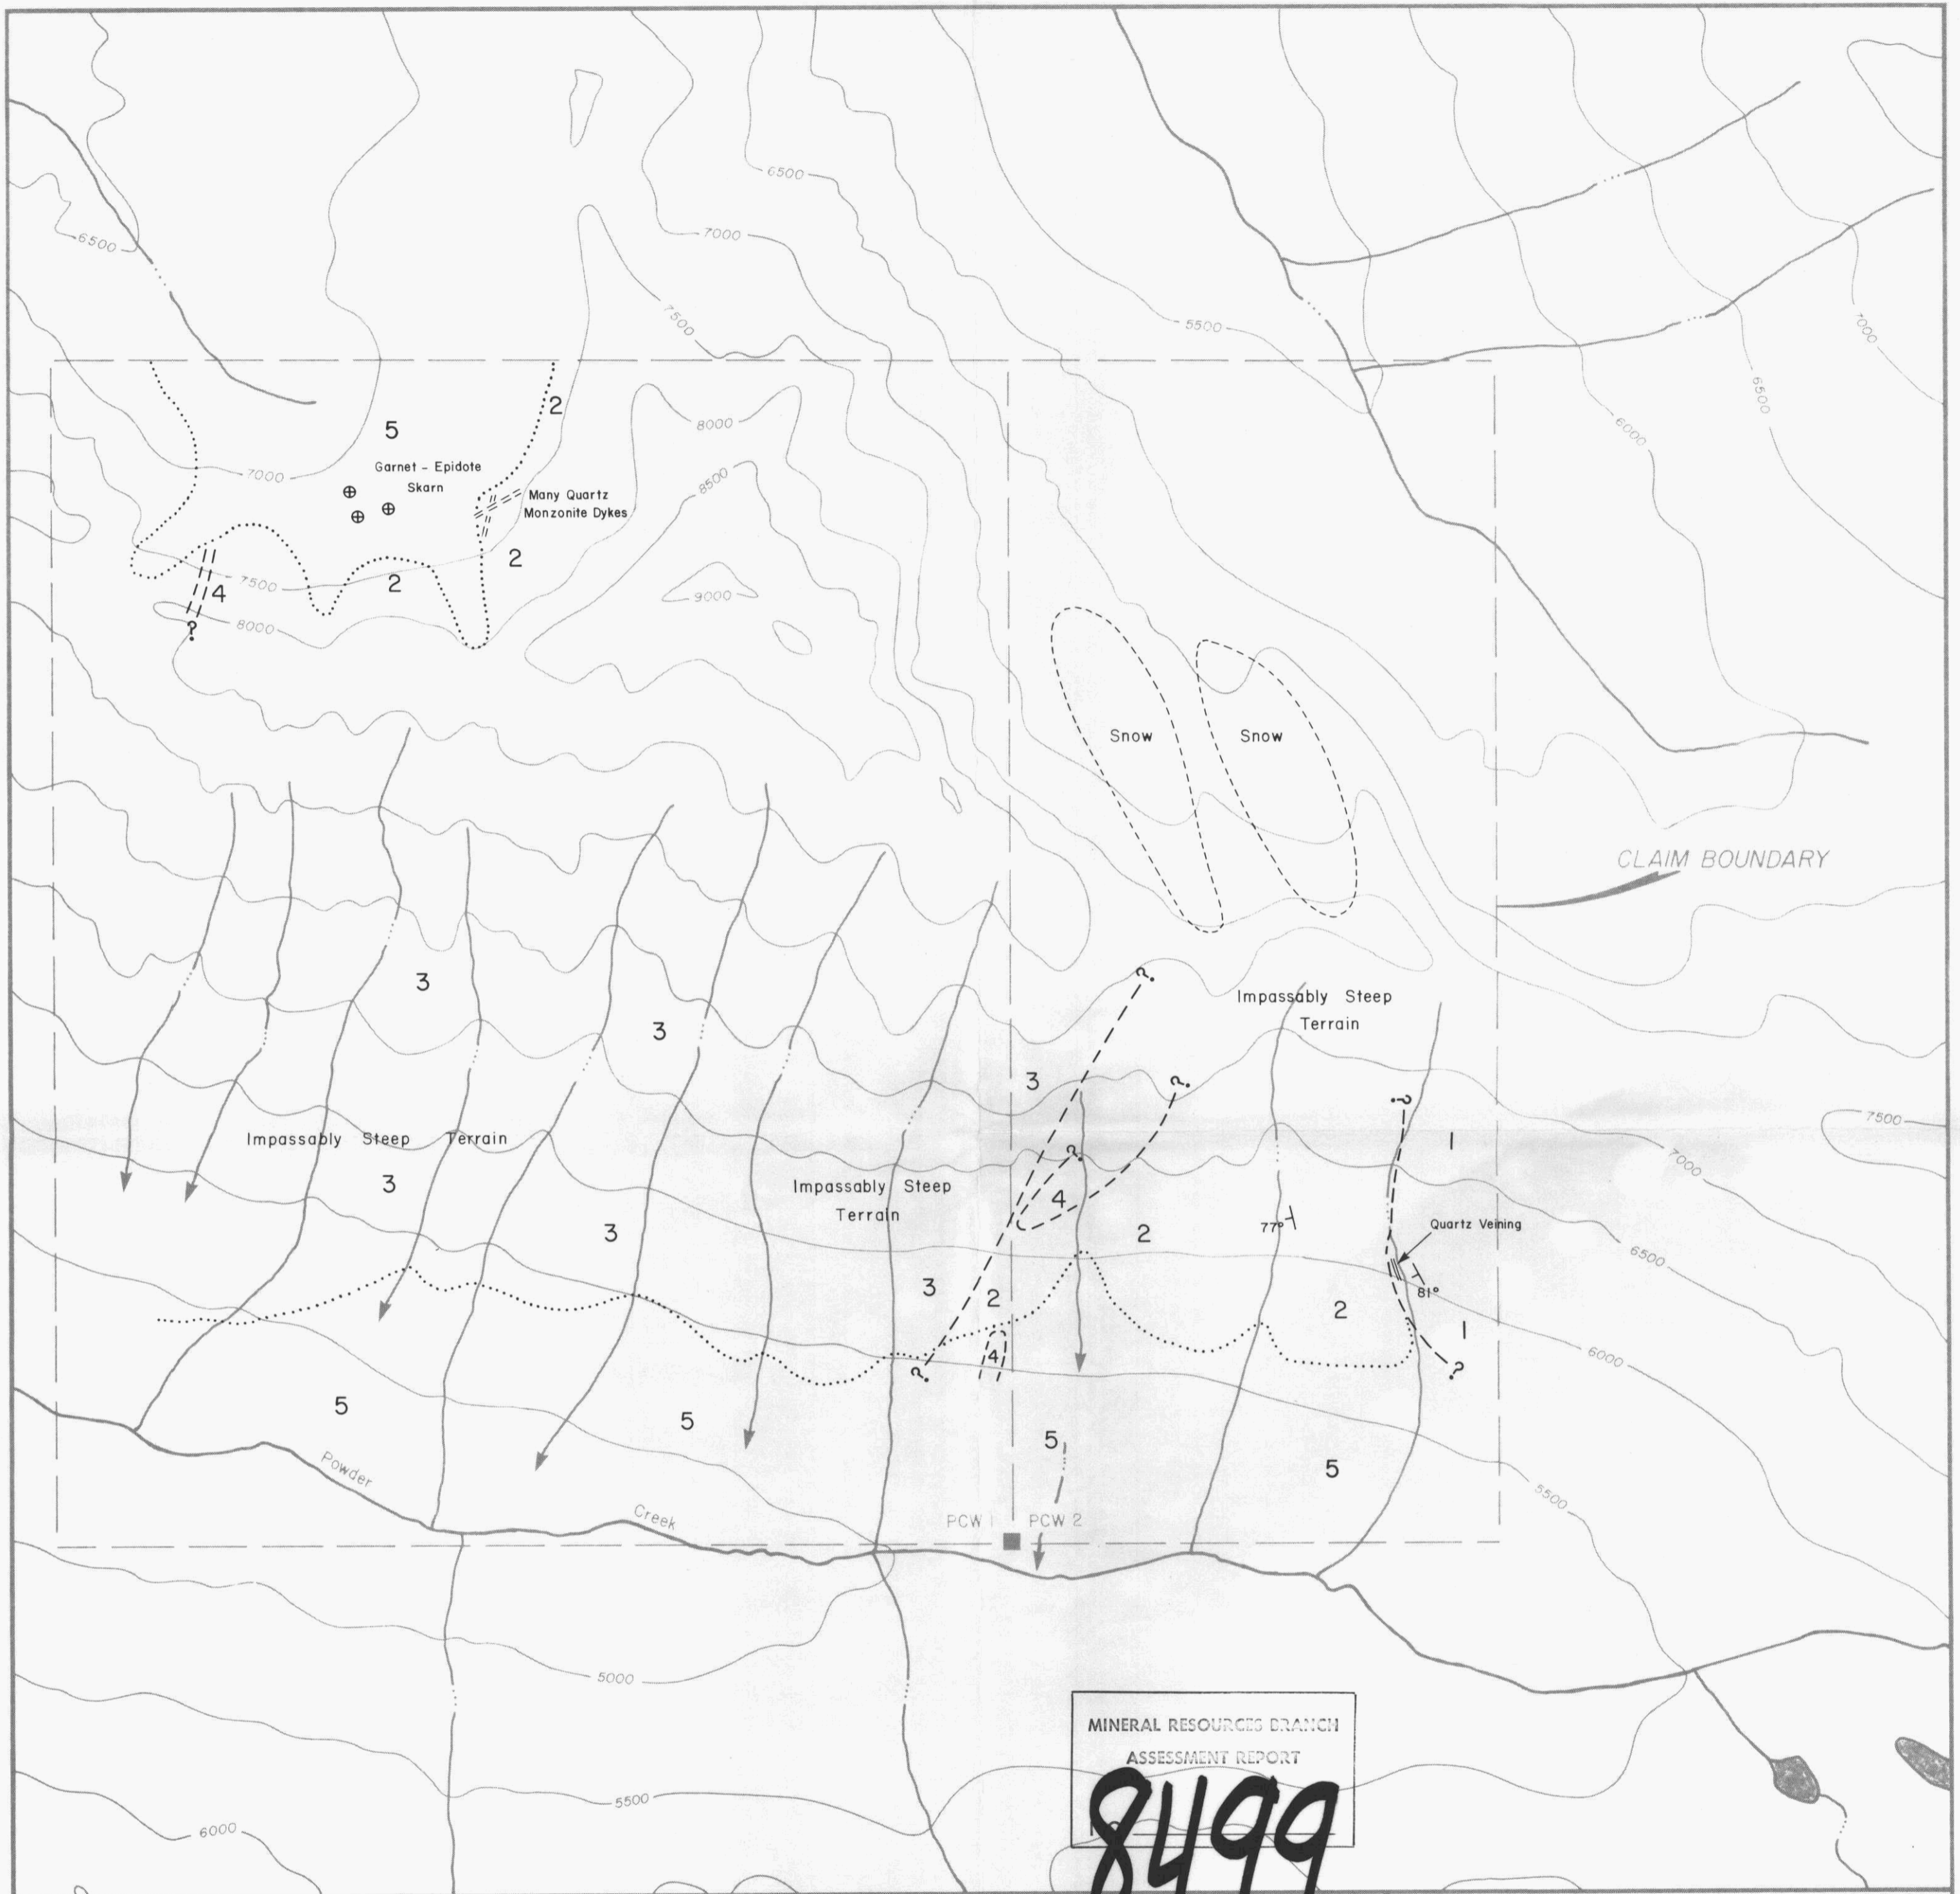 6500
7000
6500
7500
5500
7000
6500
6000
2
5
8000
Garnet - Epidote
Skarn
7000
8500
Many Quartz
Monzonite Dykes
2
7500
2
4
9000
?
8000
Snow
Snow
CLAIM BOUNDARY
3
?
Impassably Steep
Terrain
3
3
?
?
7500
Impassably Steep Terrain
1
7000
?
3
Impassably Steep
Terrain
4
77°
Quartz Veining
3
2
6500
3
2
81°
2
1
4
6000
?
?
5
5
5
5
Powder
5500
Creek
PCW 1
PCW 2
5000
MINERAL RESOURCES BRANCH
ASSESSMENT REPORT
8499
5500
6000